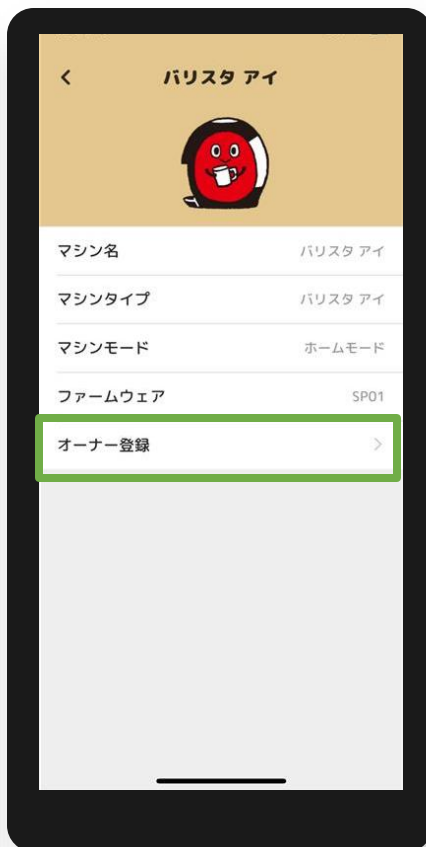 バリスタ アイ
マシン名 バリスタ アイ
マシンタイプ バリスタ アイ
マシンモード ホームモード
ファームウェア SP01
オーナー登録